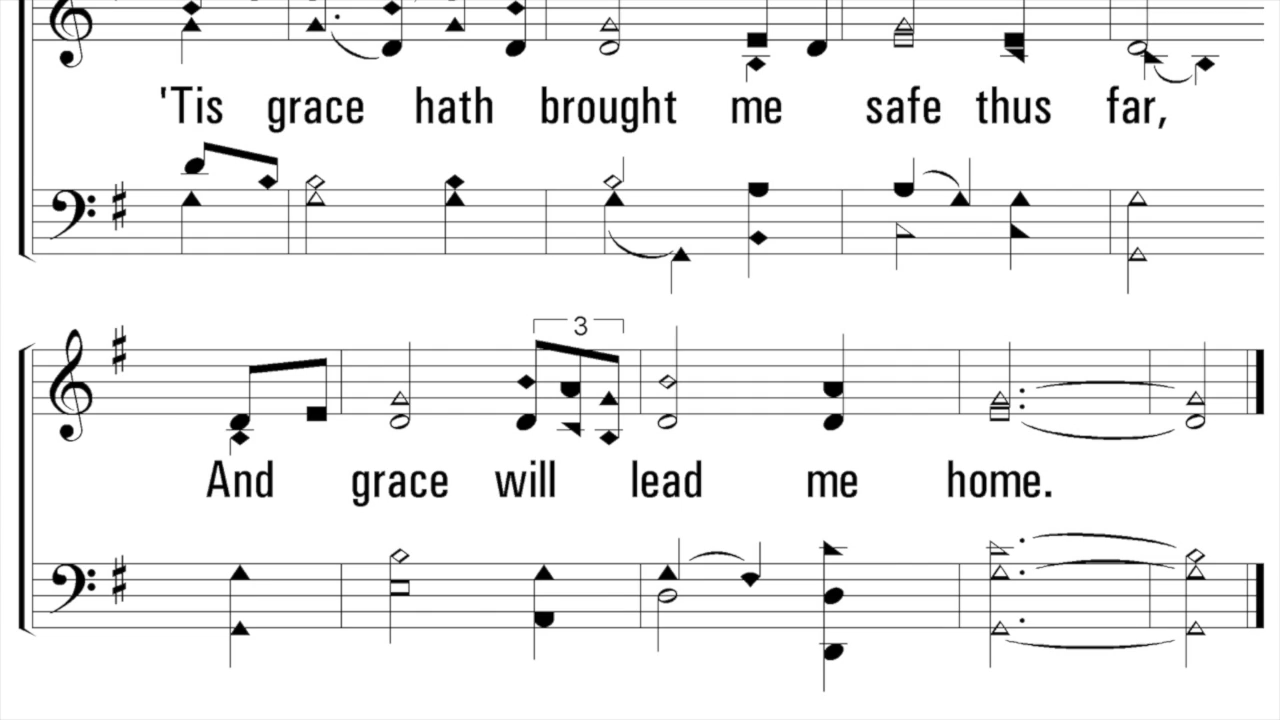 'Tis grace hath brought me safe thus far,
3
And grace will lead me home.